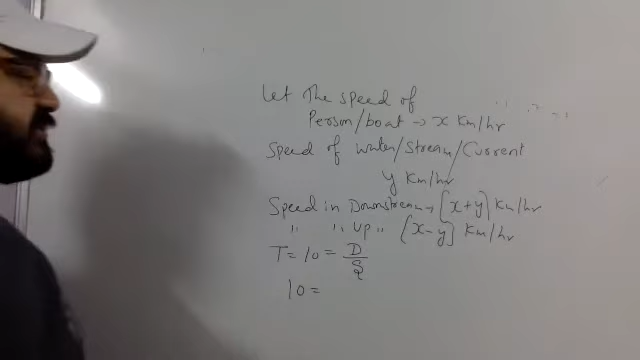 Let The speed of
Person/boat → x Km/hr
Speed of water/Stream/Current
y Km/hr
Speed in Downstream → [x+y] Km/hr
" " up " [x-y] Km/hr
T = 10 = D/S
10 =